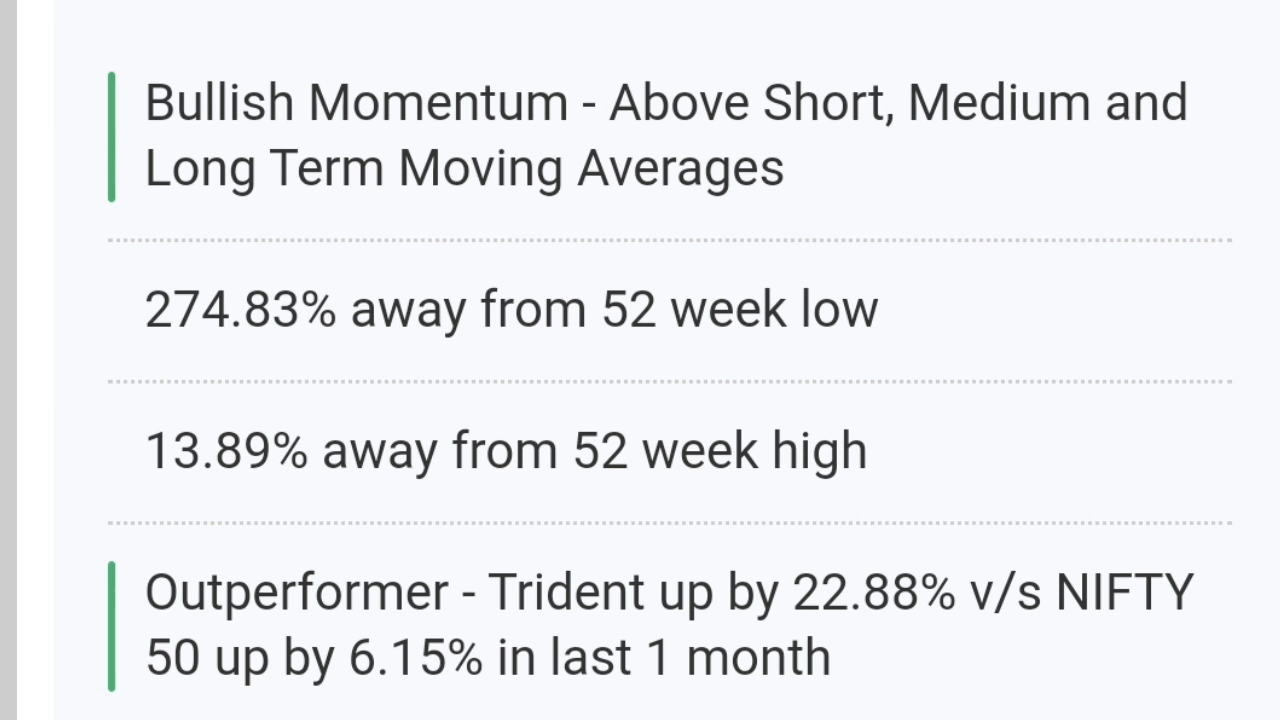 Bullish Momentum - Above Short, Medium and
Long Term Moving Averages
274.83% away from 52 week low
13.89% away from 52 week high
Outperformer - Trident up by 22.88% v/s NIFTY
50 up by 6.15% in last 1 month